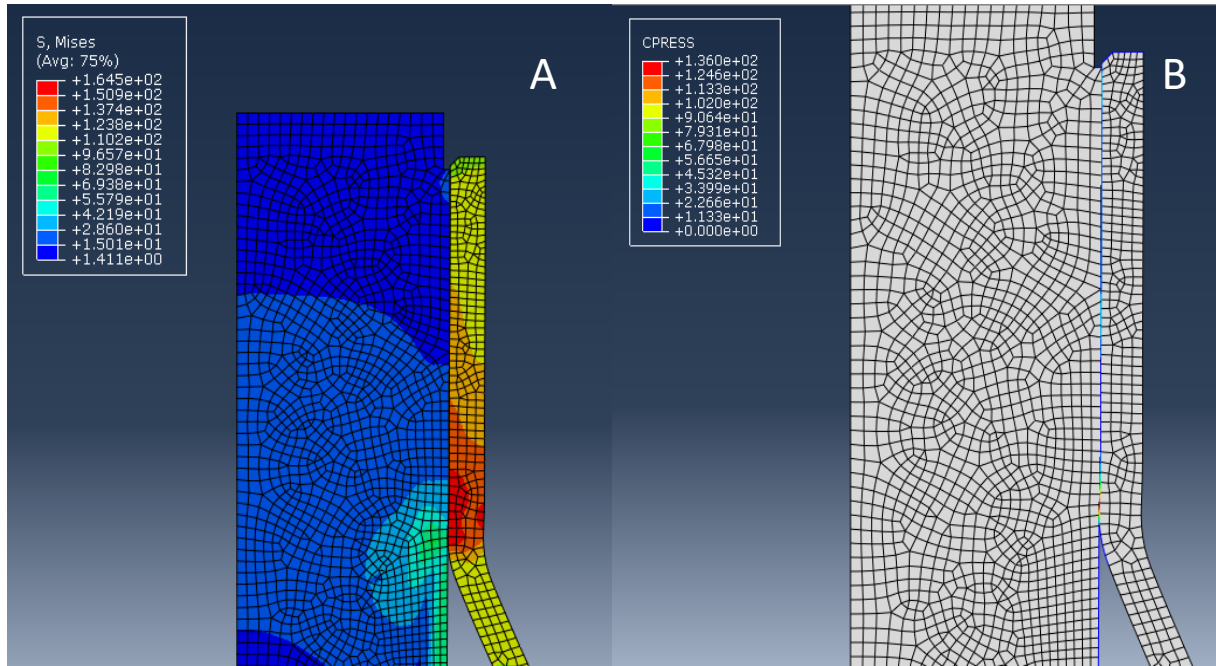 S, Mises
(Avg: 75%)
+1.645e+02
+1.509e+02
+1.374e+02
+1.238e+02
+1.102e+02
+9.657e+01
+8.298e+01
+6.938e+01
+5.579e+01
+4.219e+01
+2.860e+01
+1.501e+01
+1.411e+00
A
CPRESS
+1.360e+02
+1.246e+02
+1.133e+02
+1.020e+02
+9.064e+01
+7.931e+01
+6.798e+01
+5.665e+01
+4.532e+01
+3.399e+01
+2.266e+01
+1.133e+01
+0.000e+00
B